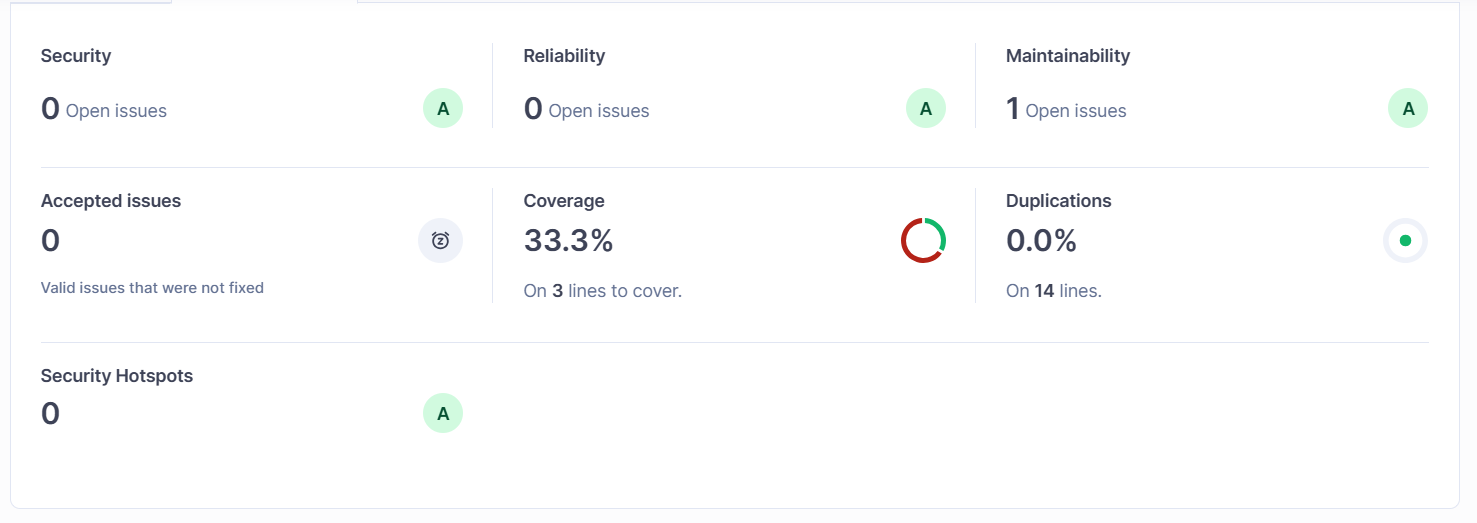 Security
0 Open issues
A
Reliability
0 Open issues
A
Maintainability
1 Open issues
A
Accepted issues
0
Valid issues that were not fixed
Coverage
33.3%
On 3 lines to cover.
Duplications
0.0%
On 14 lines.
Security Hotspots
0
A